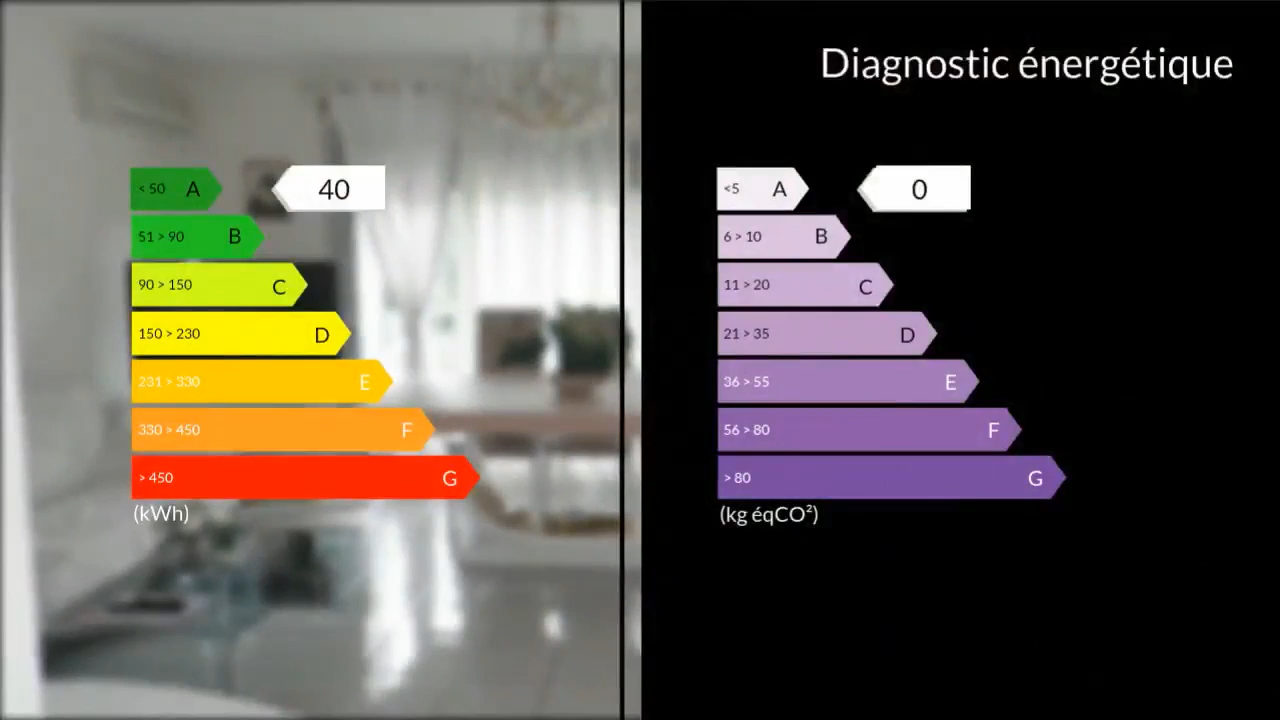 Diagnostic énergétique
< 50 A 40
51 > 90 B
90 > 150 C
150 > 230 D
231 > 330 E
330 > 450 F
> 450 G
(kWh)
<5 A 0
6 > 10 B
11 > 20 C
21 > 35 D
36 > 55 E
56 > 80 F
> 80 G
(kg éqCO²)